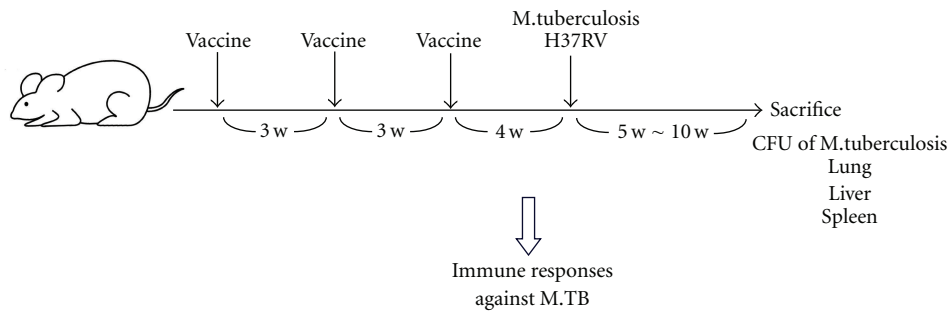 M.tuberculosis
Vaccine Vaccine Vaccine H37RV
Sacrifice
3 w 3 w 4 w 5 w ~ 10 w
CFU of M.tuberculosis
Lung
Liver
Spleen
Immune responses
against M.TB